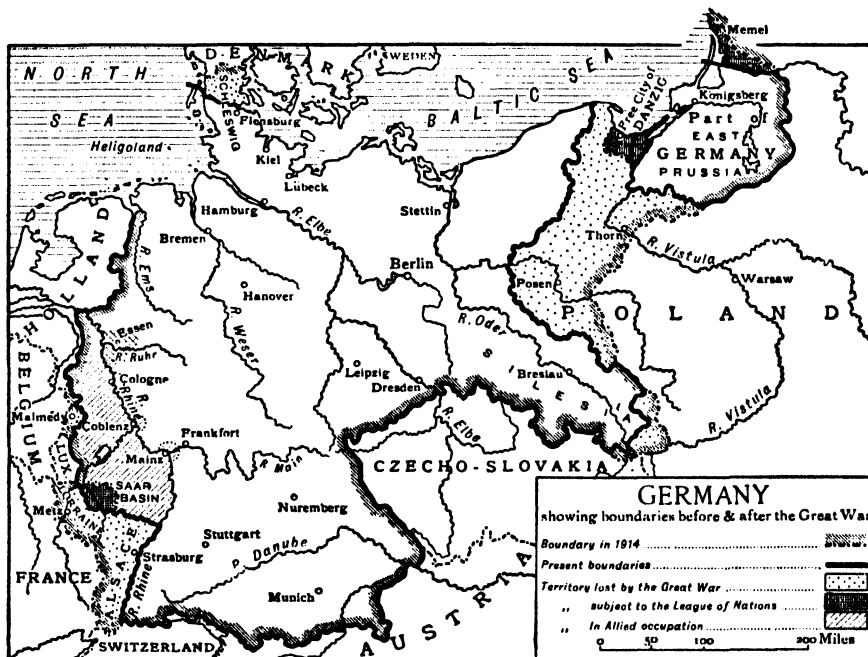 Memel
DENMARK
SWEDEN
NORTH
SEA
BALTIC SEA
SCHLESWIG
Flensburg
Heligoland
Kiel
Lübeck
Free City of
DANZIG
Königsberg
Part of
EAST
GERMANY
PRUSSIA
Hamburg
R. Elbe
Stettin
Bremen
R. Ems
HOLLAND
Thorn
R. Vistula
Berlin
Hanover
Posen
Warsaw
POLAND
R. Weser
R. Oder
Essen
R. Ruhr
Leipzig
Dresden
Breslau
SILESIA
BELGIUM
Cologne
R. Rhine
R. Elbe
R. Vistula
Malmedy
Coblenz
Frankfort
Mainz
R. Main
LUX
CZECHO-SLOVAKIA
SAAR
BASIN
Metz
LORRAINE
Nuremberg
Stuttgart
ALSACE
Strasburg
R. Danube
FRANCE
R. Rhine
Munich
AUSTRIA
SWITZERLAND
GERMANY
showing boundaries before & after the Great War
Boundary in 1914
Present boundaries
Territory lost by the Great War
„ subject to the League of Nations
„ In Allied occupation
0 50 100 200 Miles